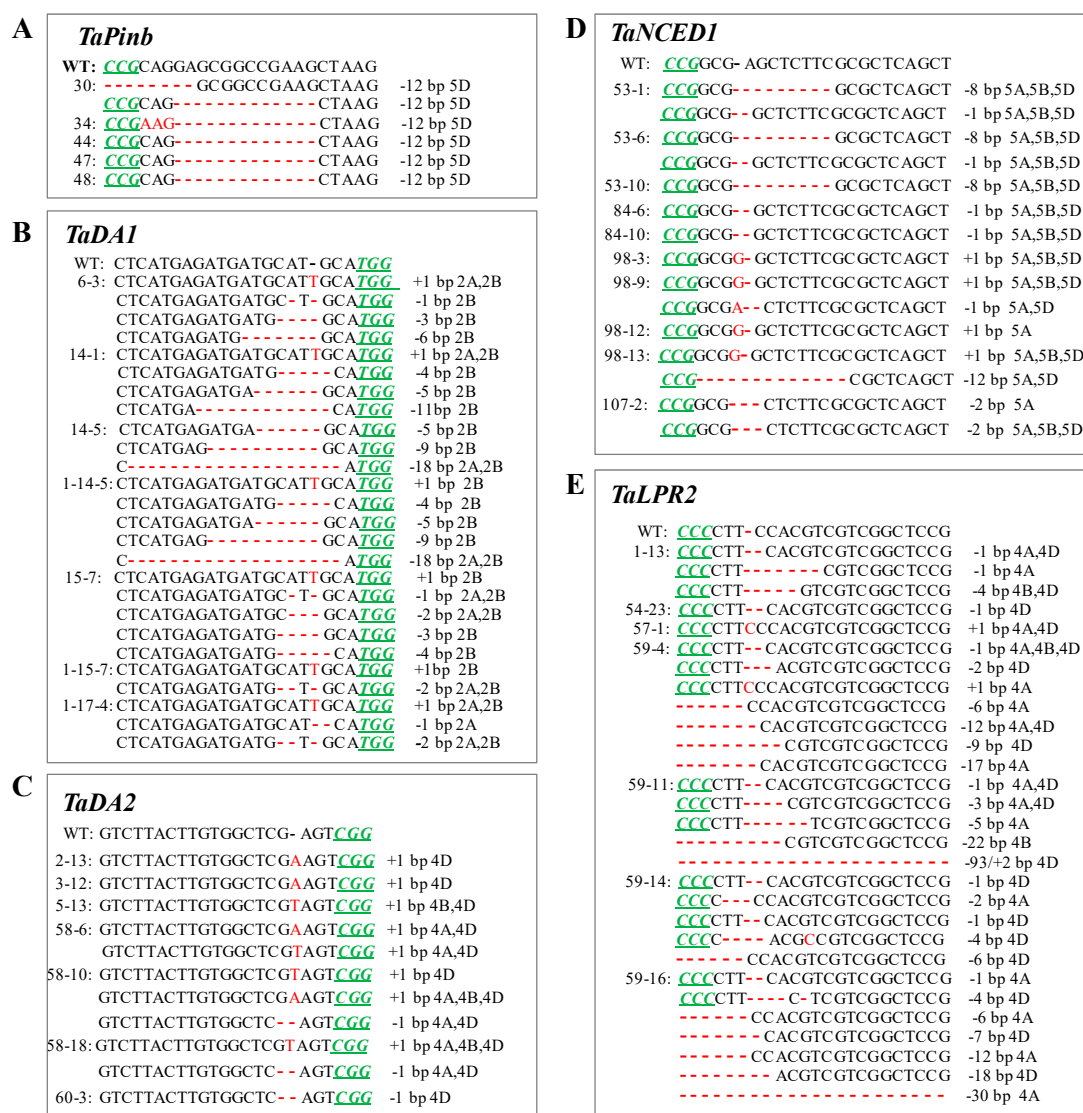 A
TaPinb
WT: CCGCAGGAGCGGCCGAAGCTAAG
30: ---------GCGGCCGAAGCTAAG -12 bp 5D
CCGCAG--------------CTAAG -12 bp 5D
34: CCGAAG--------------CTAAG -12 bp 5D
44: CCGCAG--------------CTAAG -12 bp 5D
47: CCGCAG--------------CTAAG -12 bp 5D
48: CCGCAG--------------CTAAG -12 bp 5D
B
TaDA1
WT: CTCATGAGATGATGCAT-GCATGG
6-3: CTCATGAGATGATGCATTGCATGG +1 bp 2A,2B
CTCATGAGATGATGC-T-GCATGG -1 bp 2B
CTCATGAGATGATG-----GCATGG -3 bp 2B
CTCATGAGATG-------GCATGG -6 bp 2B
14-1: CTCATGAGATGATGCATTGCATGG +1 bp 2A,2B
CTCATGAGATGATG-----CATGG -4 bp 2B
CTCATGAGATGA------GCATGG -5 bp 2B
CTCATGA------------CATGG -11bp 2B
14-5: CTCATGAGATGA------GCATGG -5 bp 2B
CTCATGAG----------GCATGG -9 bp 2B
C------------------ATGG -18 bp 2A,2B
1-14-5: CTCATGAGATGATGCATTGCATGG +1 bp 2B
CTCATGAGATGATG-----CATGG -4 bp 2B
CTCATGAGATGA------GCATGG -5 bp 2B
CTCATGAG----------GCATGG -9 bp 2B
C------------------ATGG -18 bp 2A,2B
15-7: CTCATGAGATGATGCATTGCATGG +1 bp 2B
CTCATGAGATGATGC-T-GCATGG -1 bp 2A,2B
CTCATGAGATGATGC---GCATGG -2 bp 2A,2B
CTCATGAGATGATG----GCATGG -3 bp 2B
CTCATGAGATGATG-----CATGG -4 bp 2B
1-15-7: CTCATGAGATGATGCATTGCATGG +1bp 2B
CTCATGAGATGATG--T-GCATGG -2 bp 2A,2B
1-17-4: CTCATGAGATGATGCATTGCATGG +1 bp 2A,2B
CTCATGAGATGATGCAT--CATGG -1 bp 2A
CTCATGAGATGATG--T-GCATGG -2 bp 2A,2B
C
TaDA2
WT: GTCTTACTTGTGGCTCG-AGTCGG
2-13: GTCTTACTTGTGGCTCGAAGTCGG +1 bp 4D
3-12: GTCTTACTTGTGGCTCGAAGTCGG +1 bp 4D
5-13: GTCTTACTTGTGGCTCGTAGTCGG +1 bp 4B,4D
58-6: GTCTTACTTGTGGCTCGAAGTCGG +1 bp 4A,4D
GTCTTACTTGTGGCTCGTAGTCGG +1 bp 4A,4D
58-10: GTCTTACTTGTGGCTCGTAGTCGG +1 bp 4D
GTCTTACTTGTGGCTCGAAGTCGG +1 bp 4A,4B,4D
GTCTTACTTGTGGCTC--AGTCGG -1 bp 4A,4D
58-18: GTCTTACTTGTGGCTCGTAGTCGG +1 bp 4A,4B,4D
GTCTTACTTGTGGCTC--AGTCGG -1 bp 4A,4D
60-3: GTCTTACTTGTGGCTC--AGTCGG -1 bp 4D
D
TaNCED1
WT: CCGGCG-AGCTCTTCGCGCTCAGCT
53-1: CCGGCG---------GCGCTCAGCT -8 bp 5A,5B,5D
CCGGCG--GCTCTTCGCGCTCAGCT -1 bp5A,5B,5D
53-6: CCGGCG---------GCGCTCAGCT -8 bp 5A,5B,5D
CCGGCG--GCTCTTCGCGCTCAGCT -1 bp 5A,5B,5D
53-10: CCGGCG---------GCGCTCAGCT -8 bp 5A,5B,5D
84-6: CCGGCG--GCTCTTCGCGCTCAGCT -1 bp 5A,5B,5D
84-10: CCGGCG--GCTCTTCGCGCTCAGCT -1 bp 5A,5B,5D
98-3: CCGGCGG-GCTCTTCGCGCTCAGCT +1 bp 5A,5B,5D
98-9: CCGGCGG-GCTCTTCGCGCTCAGCT +1 bp 5A,5B,5D
CCGGCGA--CTCTTCGCGCTCAGCT -1 bp 5A,5D
98-12: CCGGCGG-GCTCTTCGCGCTCAGCT +1 bp 5A
98-13: CCGGCGG-GCTCTTCGCGCTCAGCT +1 bp 5A,5B,5D
CCG--------------CGCTCAGCT -12 bp 5A,5D
107-2: CCGGCG---CTCTTCGCGCTCAGCT -2 bp 5A
CCGGCG---CTCTTCGCGCTCAGCT -2 bp 5A,5B,5D
E
TaLPR2
WT: CCCCTT-CCACGTCGTCGGCTCCG
1-13: CCCCTT--CACGTCGTCGGCTCCG -1 bp 4A,4D
CCCCTT--------CGTCGGCTCCG -1 bp 4A
CCCCTT-----GTCGTCGGCTCCG -4 bp 4B,4D
54-23: CCCCTT--CACGTCGTCGGCTCCG -1 bp 4D
57-1: CCCCTTCCCACGTCGTCGGCTCCG +1 bp 4A,4D
59-4: CCCCTT--CACGTCGTCGGCTCCG -1 bp 4A,4B,4D
CCCCTT---ACGTCGTCGGCTCCG -2 bp 4D
CCCCTTCCCACGTCGTCGGCTCCG +1 bp 4A
-------CCACGTCGTCGGCTCCG -6 bp 4A
--------CACGTCGTCGGCTCCG -12 bp 4A,4D
----------CGTCGTCGGCTCCG -9 bp 4D
--------CACGTCGTCGGCTCCG -17 bp 4A
59-11: CCCCTT--CACGTCGTCGGCTCCG -1 bp 4A,4D
CCCCTT----CGTCGTCGGCTCCG -3 bp 4A,4D
CCCCTT------TCGTCGGCTCCG -5 bp 4A
----------CGTCGTCGGCTCCG -22 bp 4B
------------------------ -93/+2 bp 4D
59-14: CCCCTT--CACGTCGTCGGCTCCG -1 bp 4D
CCCC---CCACGTCGTCGGCTCCG -2 bp 4A
CCCCTT--CACGTCGTCGGCTCCG -1 bp 4D
CCCC----ACGCCGTCGGCTCCG -4 bp 4D
-------CCACGTCGTCGGCTCCG -6 bp 4D
59-16: CCCCTT--CACGTCGTCGGCTCCG -1 bp 4A
CCCCTT----C-TCGTCGGCTCCG -4 bp 4D
-------CCACGTCGTCGGCTCCG -6 bp 4A
--------CACGTCGTCGGCTCCG -7 bp 4D
-------CCACGTCGTCGGCTCCG -12 bp 4A
---------ACGTCGTCGGCTCCG -18 bp 4D
------------------------ -30 bp 4A